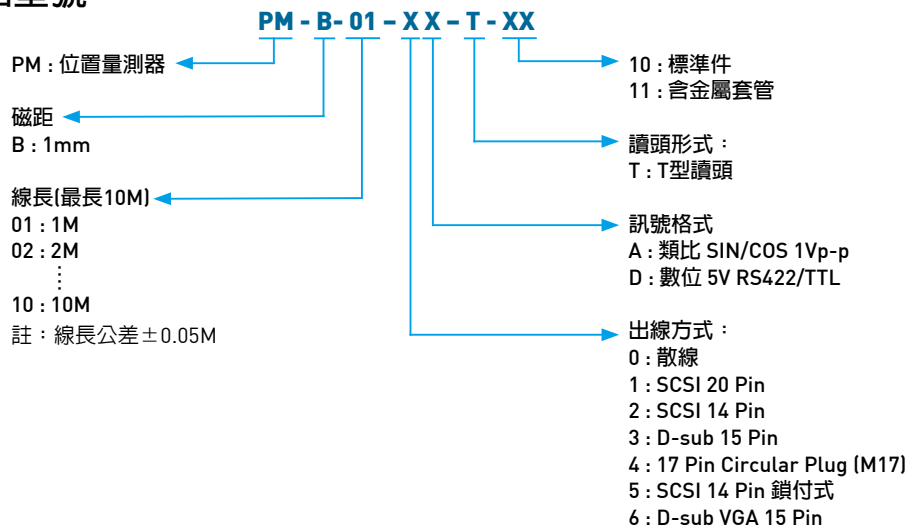 PM - B- 01 – X X – T - XX
PM : 位置量測器
磁距
B : 1mm
線長(最長10M)
01 : 1M
02 : 2M
⋮
10 : 10M
註：線長公差±0.05M
10 : 標準件
11 : 含金屬套管
讀頭形式：
T : T型讀頭
訊號格式
A : 類比 SIN/COS 1Vp-p
D : 數位 5V RS422/TTL
出線方式：
0 : 散線
1 : SCSI 20 Pin
2 : SCSI 14 Pin
3 : D-sub 15 Pin
4 : 17 Pin Circular Plug (M17)
5 : SCSI 14 Pin 鎖付式
6 : D-sub VGA 15 Pin